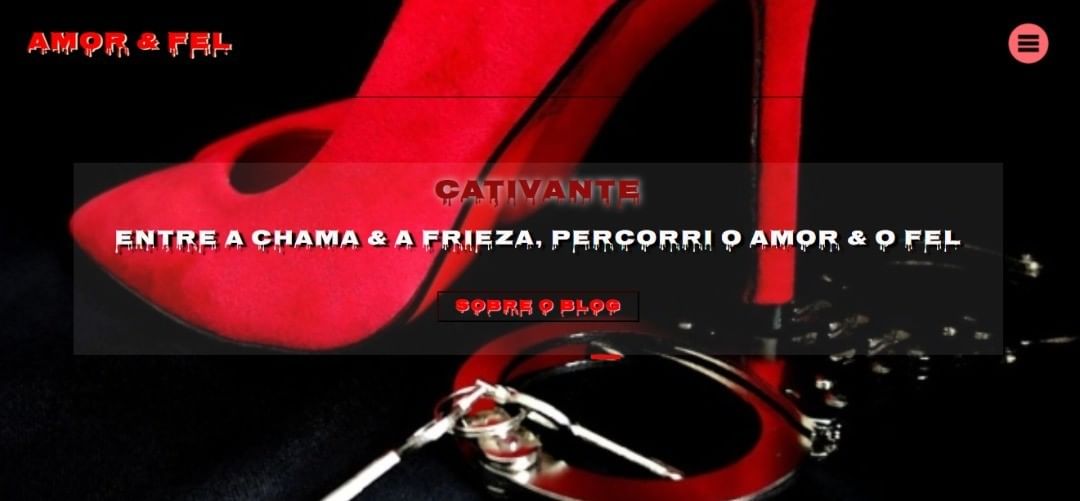 AMOR & FEL
CATIVANTE
ENTRE A CHAMA & A FRIEZA, PERCORRI O AMOR & O FEL
SOBRE O BLOG